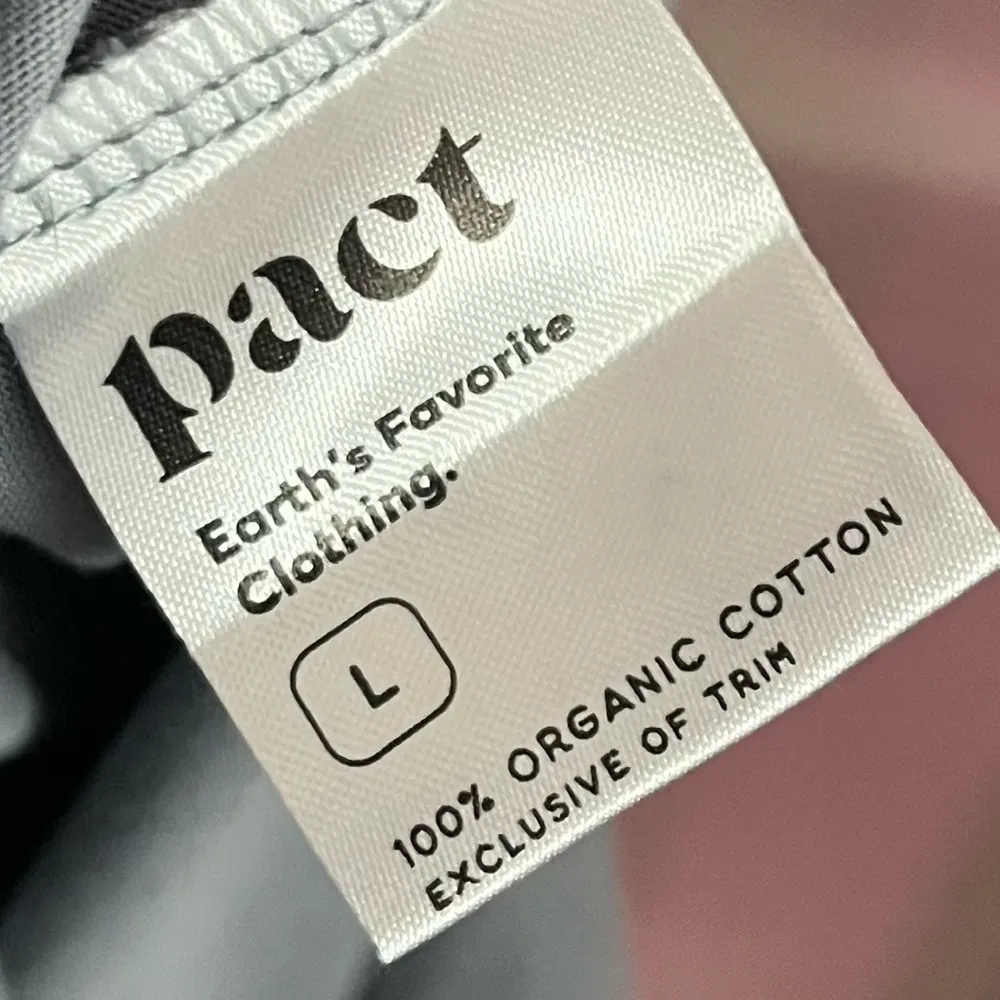 pact
Earth's Favorite
Clothing.
L
100% ORGANIC COTTON
EXCLUSIVE OF TRIM